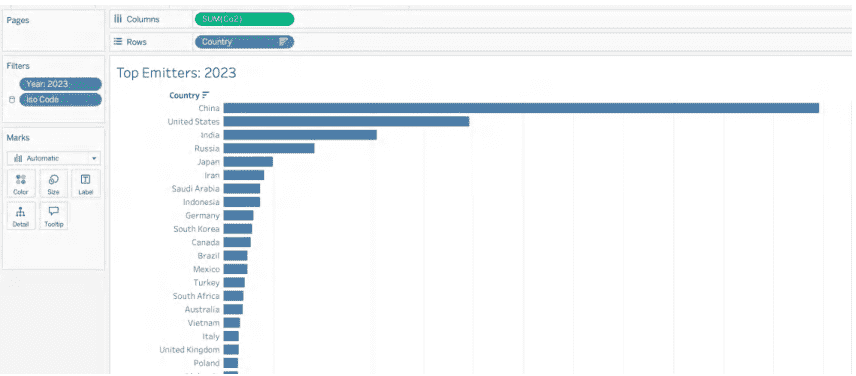 Pages
Columns
SUM(Co2)
Rows
Country
Filters
Year: 2023
Iso Code
Marks
Automatic
Color
Size
Label
Detail
Tooltip
Top Emitters: 2023
Country
China
United States
India
Russia
Japan
Iran
Saudi Arabia
Indonesia
Germany
South Korea
Canada
Brazil
Mexico
Turkey
South Africa
Australia
Vietnam
Italy
United Kingdom
Poland